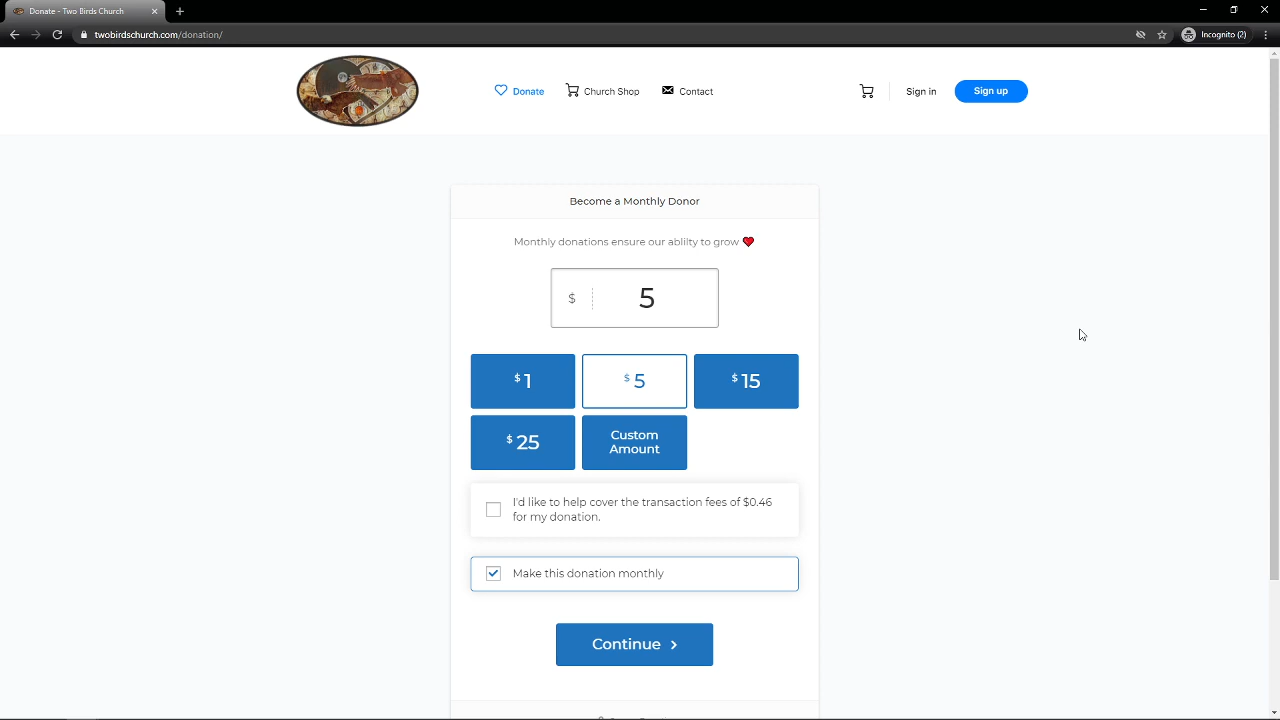 Donate - Two Birds Church
twobirdschurch.com/donation/
Incognito (2)
Donate
Church Shop
Contact
Sign in
Sign up
Become a Monthly Donor
Monthly donations ensure our ablilty to grow ❤
$ 5
$ 1
$ 5
$ 15
$ 25
Custom
Amount
I'd like to help cover the transaction fees of $0.46
for my donation.
Make this donation monthly
Continue